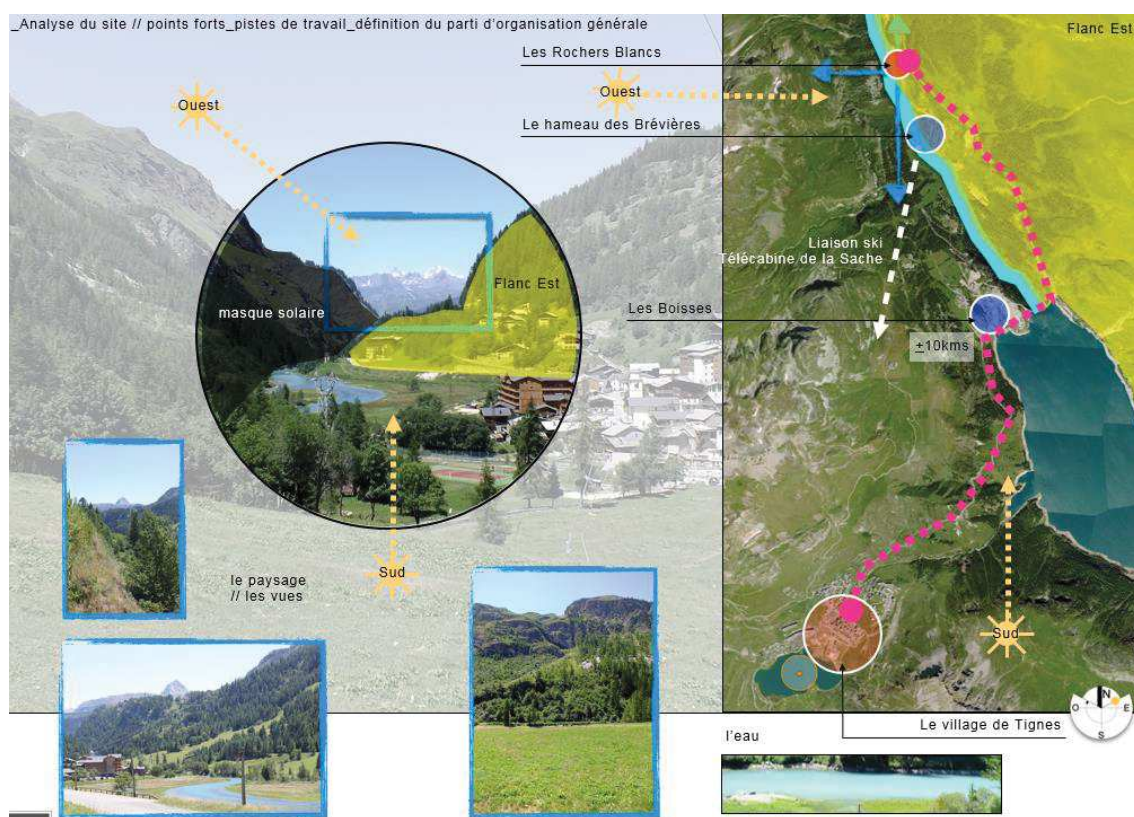 _Analyse du site // points forts_pistes de travail_définition du parti d'organisation générale
Flanc Est
Les Rochers Blancs
Ouest
Ouest
Le hameau des Brévières
Liaison ski
Télécabine de la Sache
Flanc Est
masque solaire
Les Boisses
±10kms
Sud
le paysage
// les vues
Sud
Le village de Tignes
N
O
E
S
l'eau